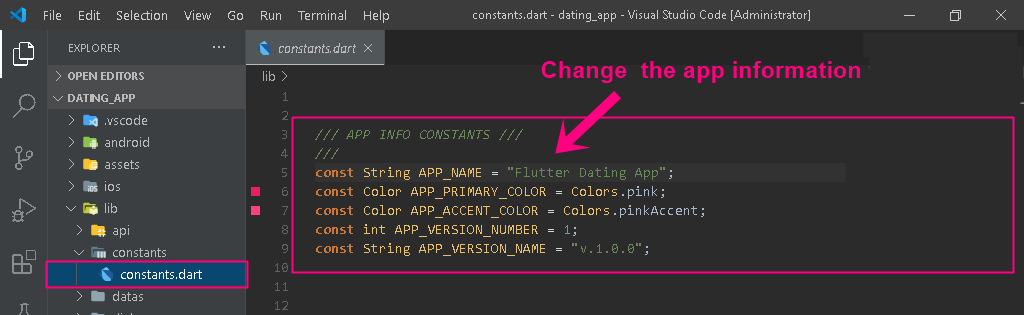 File Edit Selection View Go Run Terminal Help constants.dart - dating_app - Visual Studio Code [Administrator]
EXPLORER ···
constants.dart ×
OPEN EDITORS
DATING_APP
.vscode
android
assets
ios
lib
api
constants
constants.dart
datas
lib >
Change the app information
1
2
3 /// APP INFO CONSTANTS ///
4 ///
5 const String APP_NAME = "Flutter Dating App";
6 const Color APP_PRIMARY_COLOR = Colors.pink;
7 const Color APP_ACCENT_COLOR = Colors.pinkAccent;
8 const int APP_VERSION_NUMBER = 1;
9 const String APP_VERSION_NAME = "v.1.0.0";
10
11
12